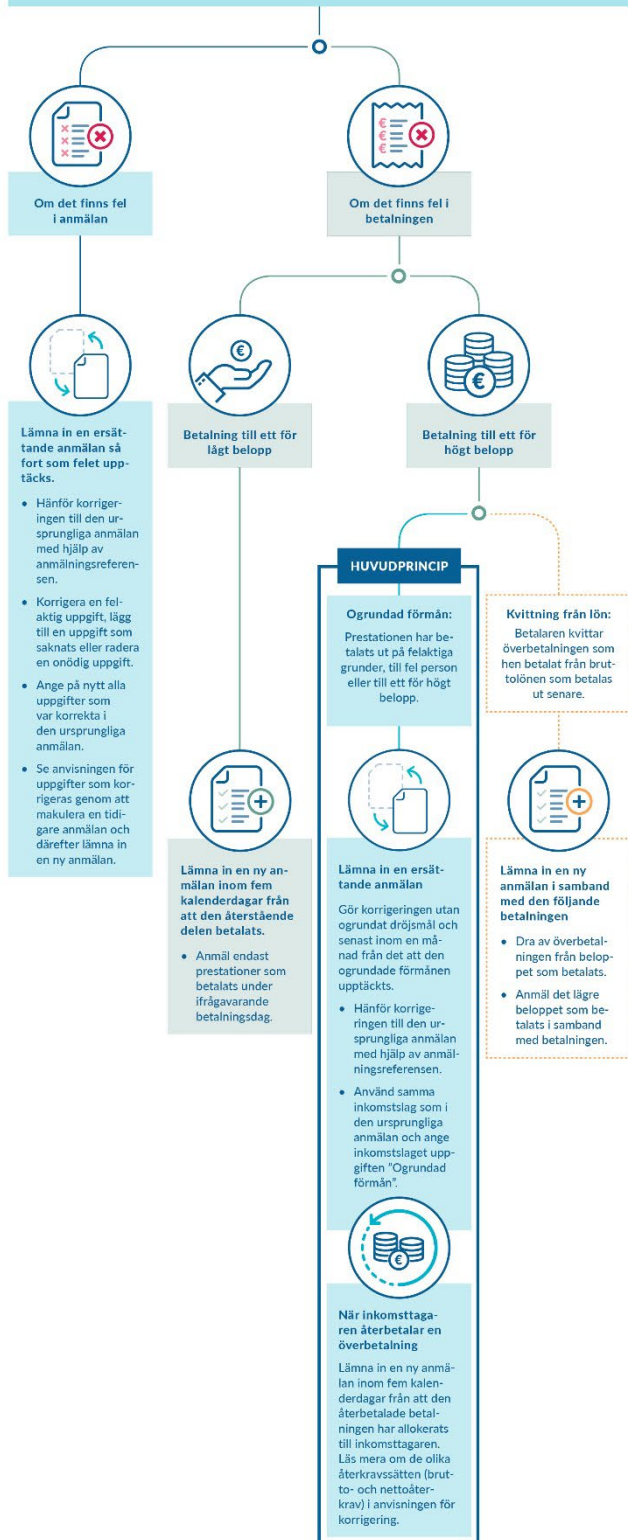 Om det finns fel
i anmälan
Om det finns fel i
betalningen
Lämna in en ersät-
tande anmälan så
fort som felet upp-
täcks.
• Hänför korriger-
ingen till den ur-
sprungliga anmälan
med hjälp av
anmälningsreferen-
sen.
• Korrigera en fel-
aktig uppgift, lägg
till en uppgift som
saknats eller radera
en onödig uppgift.
• Ange på nytt alla
uppgifter som
var korrekta i
den ursprungliga
anmälan.
• Se anvisningen för
uppgifter som kor-
rigeras genom att
makulera en tidi-
gare anmälan och
därefter lämna in
en ny anmälan.
Betalning till ett för
lågt belopp
Lämna in en ny an-
mälan inom fem
kalenderdagar från
att den återstående
delen betalats.
• Anmäl endast
prestationer som
betalats under
ifrågavarande
betalningsdag.
Betalning till ett för
högt belopp
HUVUDPRINCIP
Ogrundad förmån:
Prestationen har be-
talats ut på felaktiga
grunder, till fel person
eller till ett för högt
belopp.
Lämna in en ersät-
tande anmälan
Gör korrigeringen utan
ogrundat dröjsmål och
senast inom en må-
nad från det att den
ogrundade förmånen
upptäckts.
• Hänför korrige-
ringen till den ur-
sprungliga anmälan
med hjälp av anmäl-
ningsreferensen.
• Använd samma
inkomstslag som i
den ursprungliga
anmälan och ange
inkomstslaget upp-
giften "Ogrundad
förmån".
När inkomsttaga-
ren återbetalar en
överbetalning
Lämna in en ny anmä-
lan inom fem kalen-
derdagar från att den
återbetalade betal-
ningen har allokerats
till inkomsttagaren.
Läs mera om de olika
återkravssätten (brut-
to- och nettoåter-
krav) i anvisningen för
korrigering.
Kvittning från lön:
Betalaren kvittar
överbetalningen som
hen betalat från brut-
tolönen som betalas
ut senare.
Lämna in en ny
anmälan i samband
med den följande
betalningen
• Dra av överbetal-
ningen från belop-
pet som betalats.
• Anmäl det lägre
beloppet som be-
talats i samband
med betalningen.